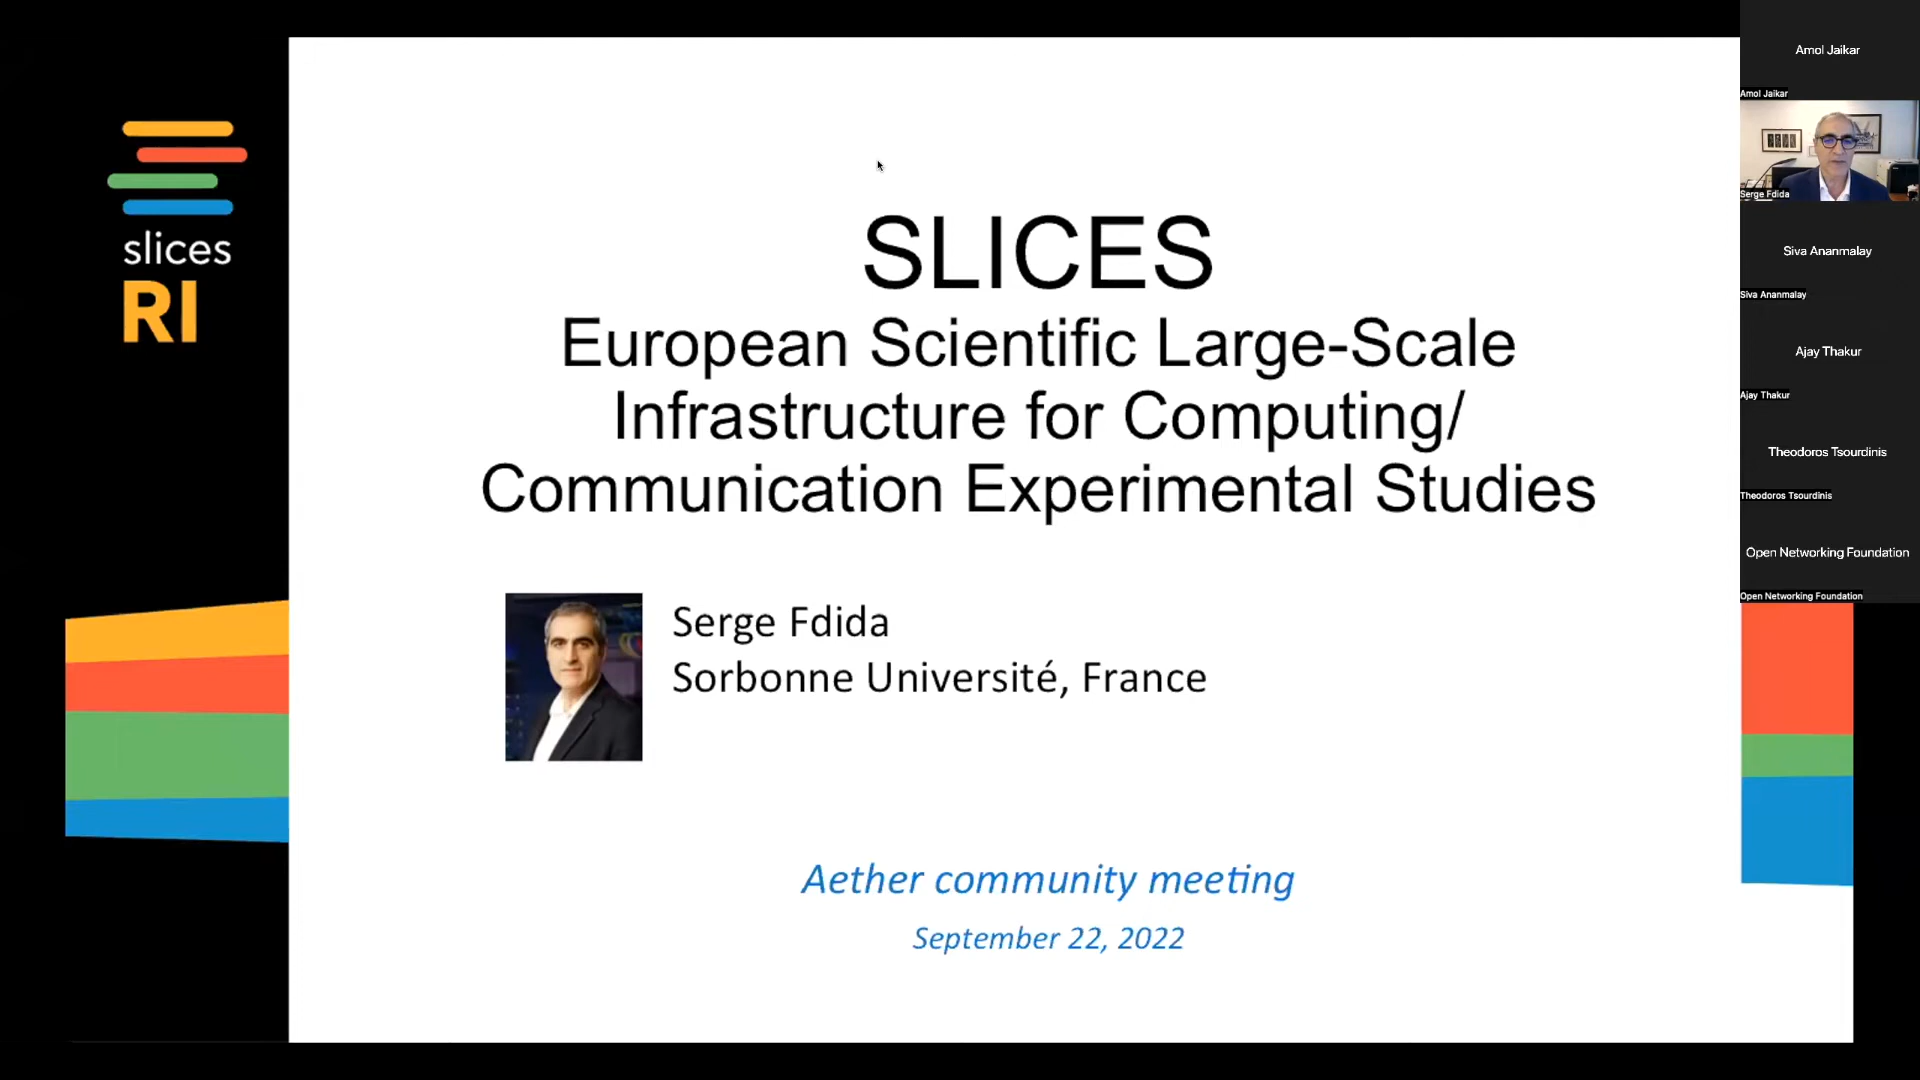 slices
RI
SLICES
European Scientific Large-Scale
Infrastructure for Computing/
Communication Experimental Studies
Serge Fdida
Sorbonne Université, France
Aether community meeting
September 22, 2022
Amol Jaikar
Amol Jaikar
Serge Fdida
Siva Ananmalay
Siva Ananmalay
Ajay Thakur
Ajay Thakur
Theodoros Tsourdinis
Theodoros Tsourdinis
Open Networking Foundation
Open Networking Foundation